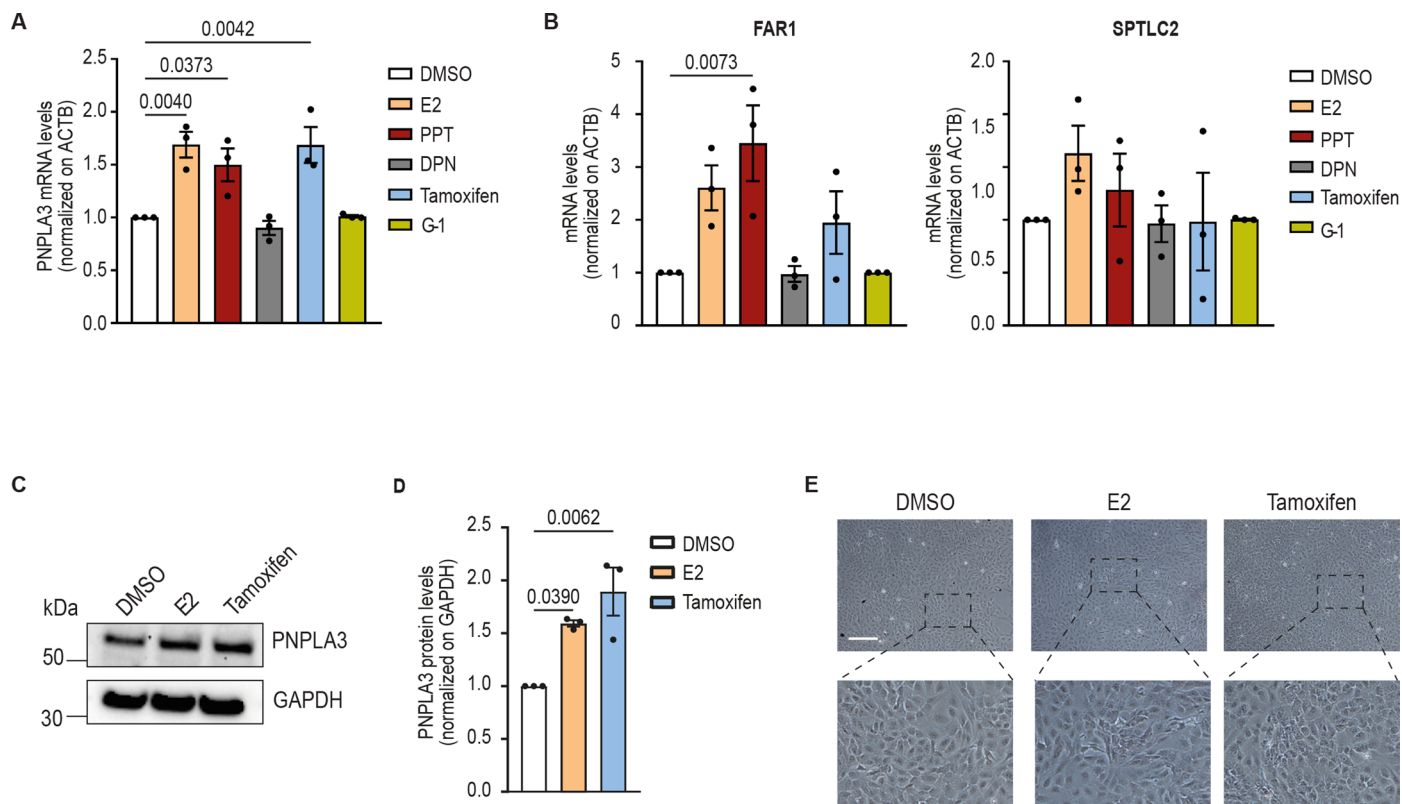 A
PNPLA3 mRNA levels
(normalized on ACTB)
2.5
2.0
1.5
1.0
0.5
0.0
0.0042
0.0373
0.0040
DMSO
E2
PPT
DPN
Tamoxifen
G-1
B
FAR1
mRNA levels
(normalized on ACTB)
5
4
3
2
1
0
0.0073
SPTLC2
mRNA levels
(normalized on ACTB)
2.0
1.5
1.0
0.5
0.0
DMSO
E2
PPT
DPN
Tamoxifen
G-1
C
kDa
DMSO
E2
Tamoxifen
50
PNPLA3
30
GAPDH
D
PNPLA3 protein levels
(normalized on GAPDH)
2.5
2.0
1.5
1.0
0.5
0.0
0.0062
0.0390
DMSO
E2
Tamoxifen
E
DMSO
E2
Tamoxifen